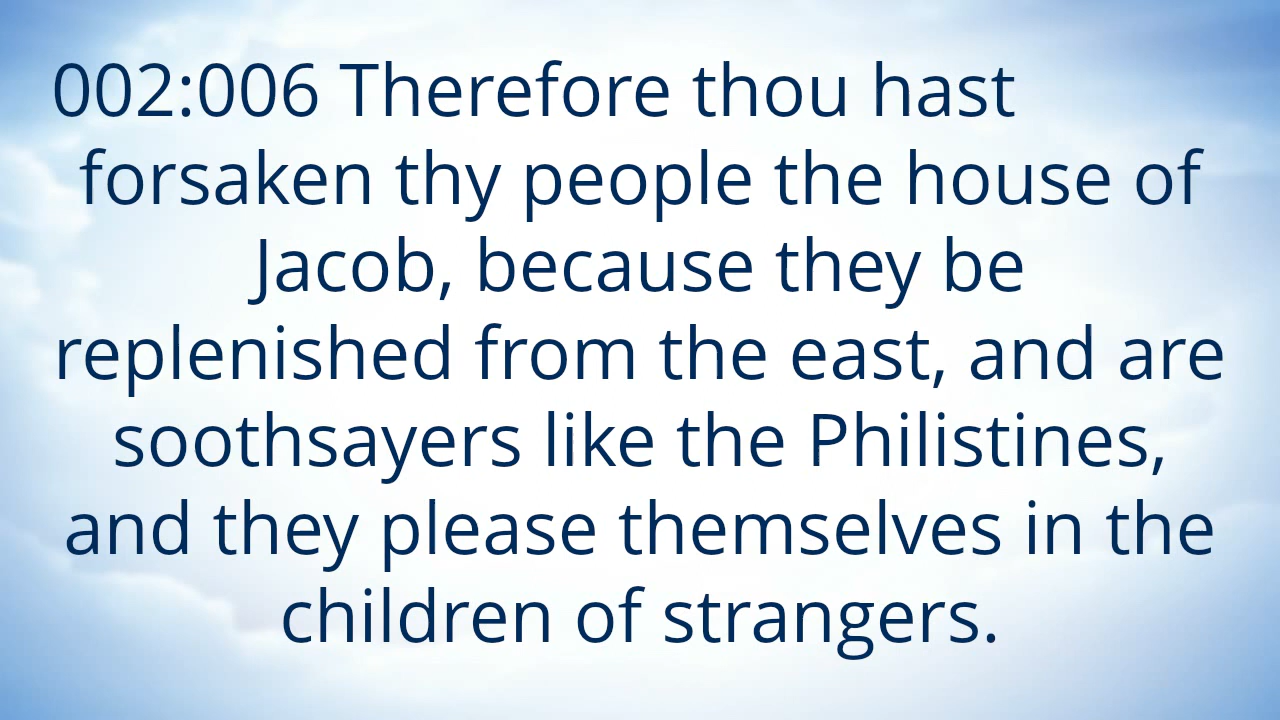 002:006 Therefore thou hast
forsaken thy people the house of
Jacob, because they be
replenished from the east, and are
soothsayers like the Philistines,
and they please themselves in the
children of strangers.